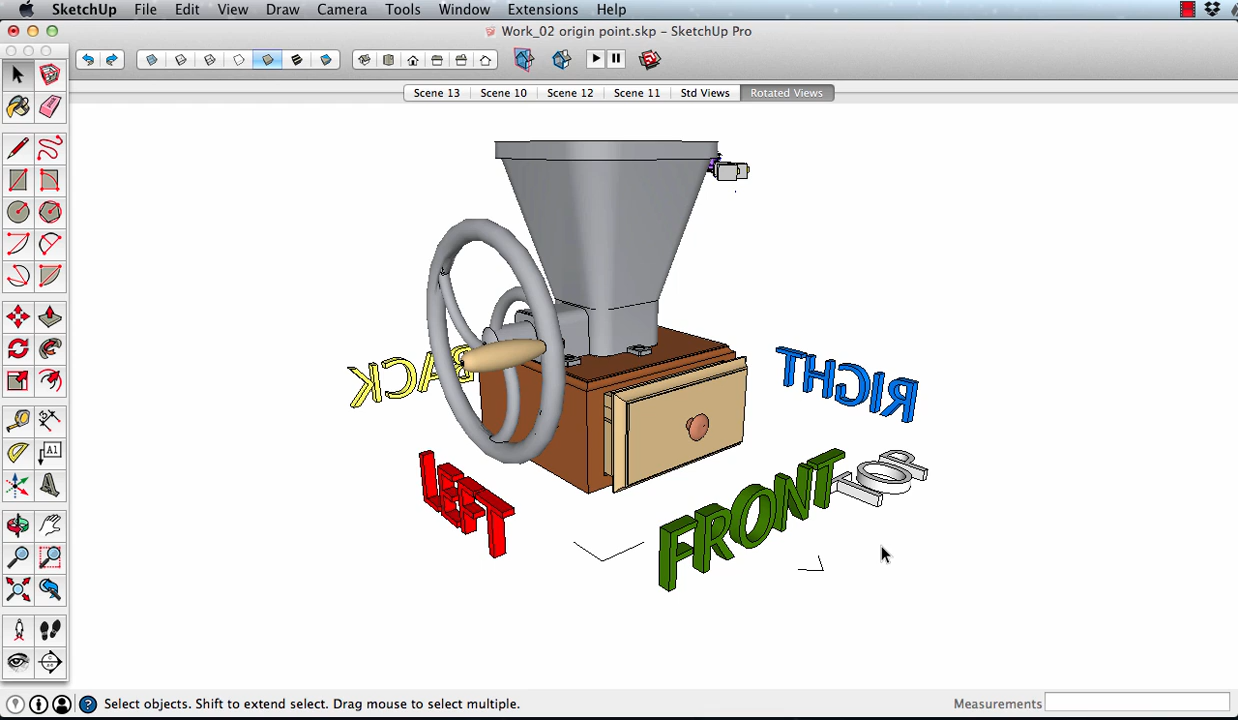 SketchUp File Edit View Draw Camera Tools Window Extensions Help
Work_02 origin point.skp – SketchUp Pro
Scene 13 Scene 10 Scene 12 Scene 11 Std Views Rotated Views
A1
BACK
RIGHT
LEFT
FRONT
TOP
Select objects. Shift to extend select. Drag mouse to select multiple.
Measurements